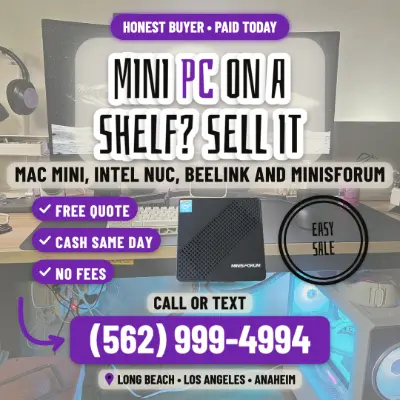 HONEST BUYER • PAID TODAY
MINI PC ON A
SHELF? SELL IT
MAC MINI, INTEL NUC, BEELINK AND MINISFORUM
FREE QUOTE
CASH SAME DAY
NO FEES
MINISFORUM
EASY
SALE
CALL OR TEXT
(562) 999-4994
LONG BEACH • LOS ANGELES • ANAHEIM